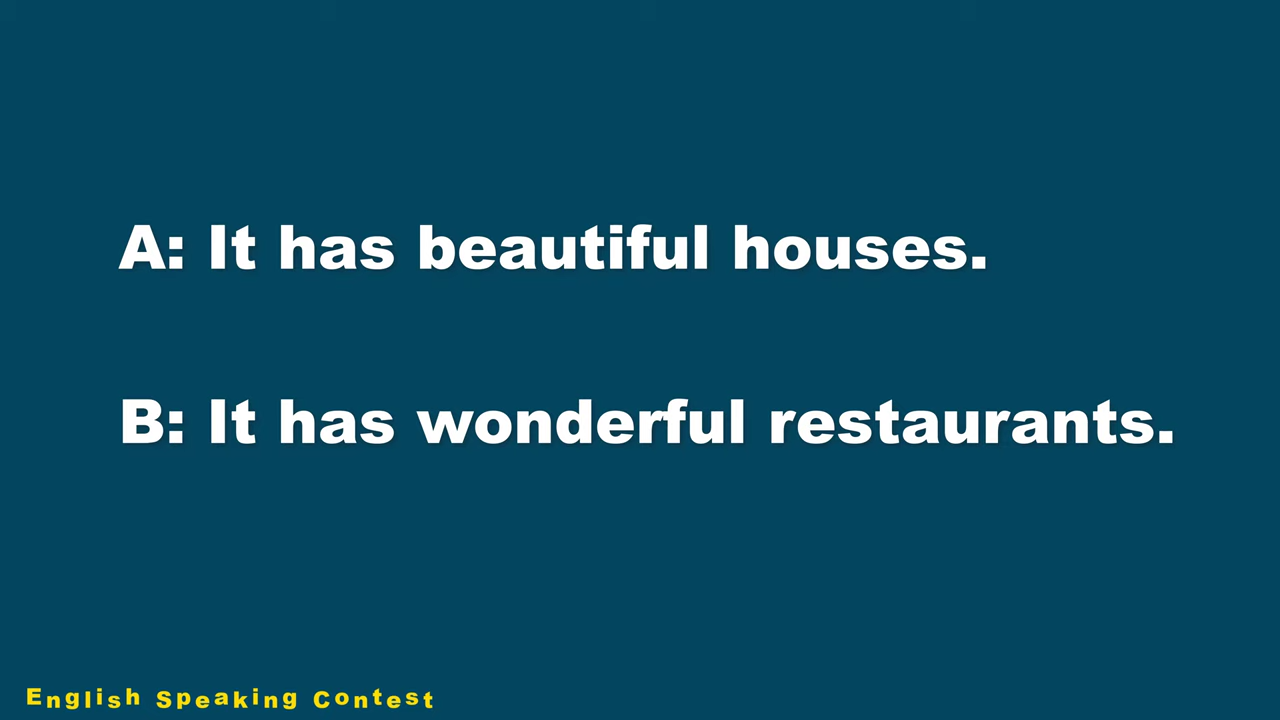 A: It has beautiful houses.
B: It has wonderful restaurants.
English Speaking Contest